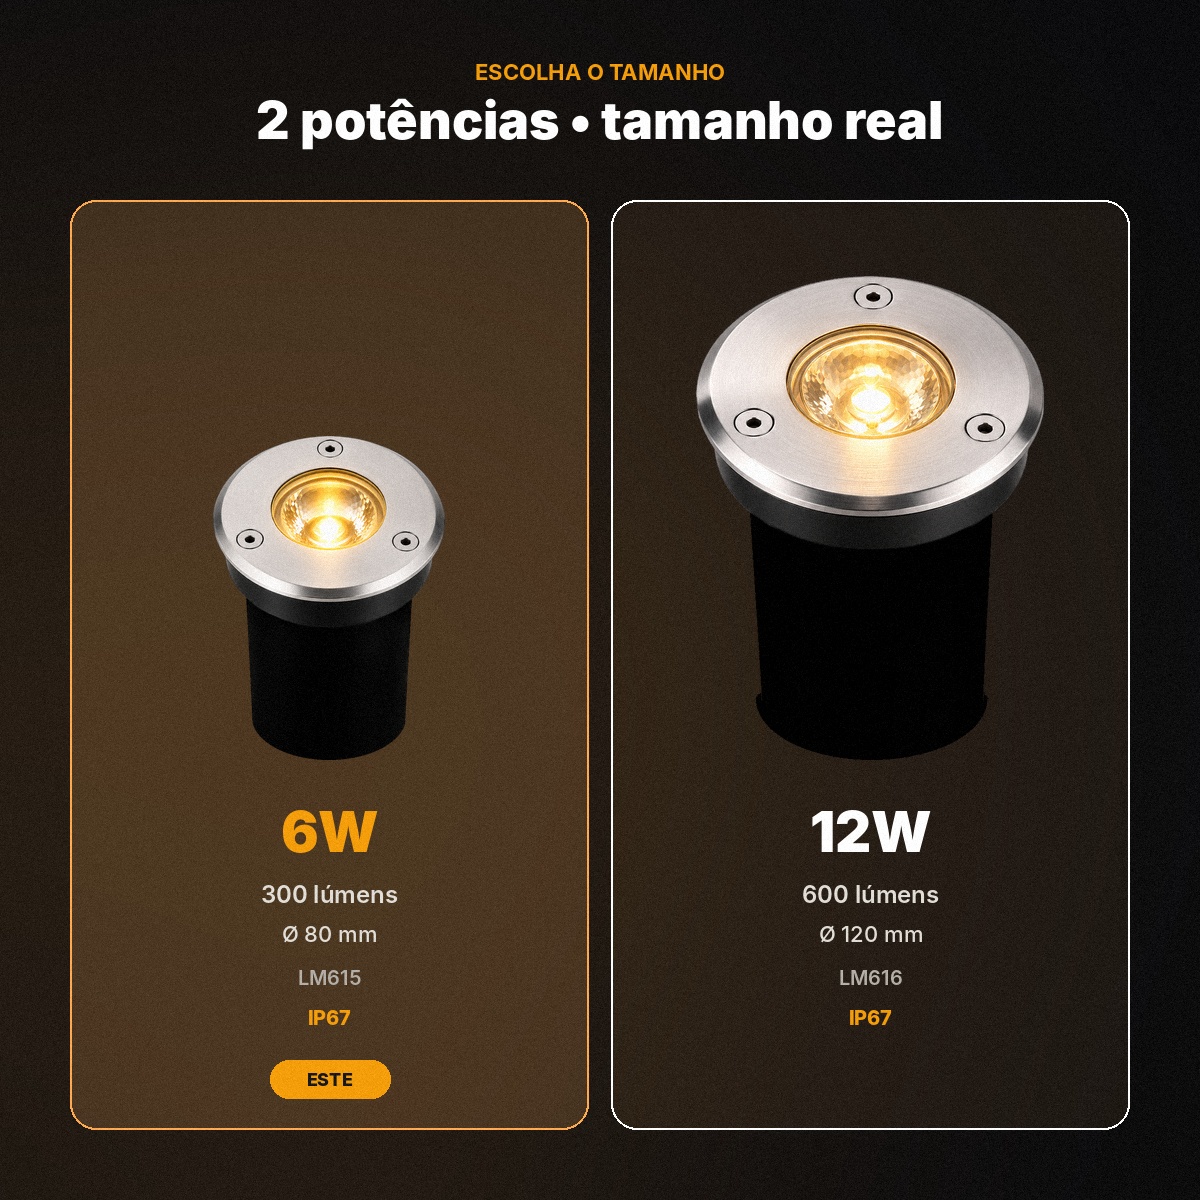 ESCOLHA O TAMANHO
2 potências • tamanho real
6W
300 lúmens
Ø 80 mm
LM615
IP67
ESTE
12W
600 lúmens
Ø 120 mm
LM616
IP67